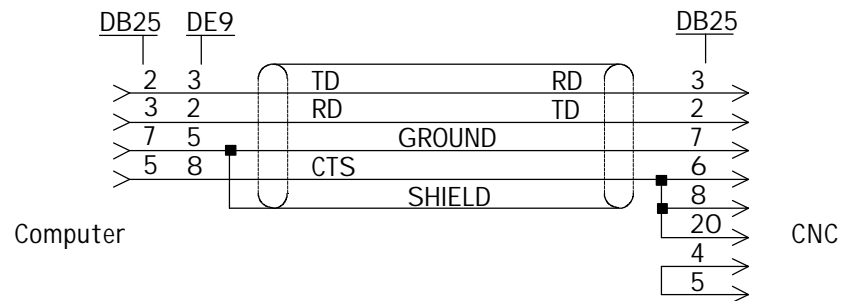 DB25 DE9 DB25
2 3 TD RD 3
3 2 RD TD 2
7 5 GROUND 7
5 8 CTS 6
SHIELD 8
20
Computer CNC
4
5